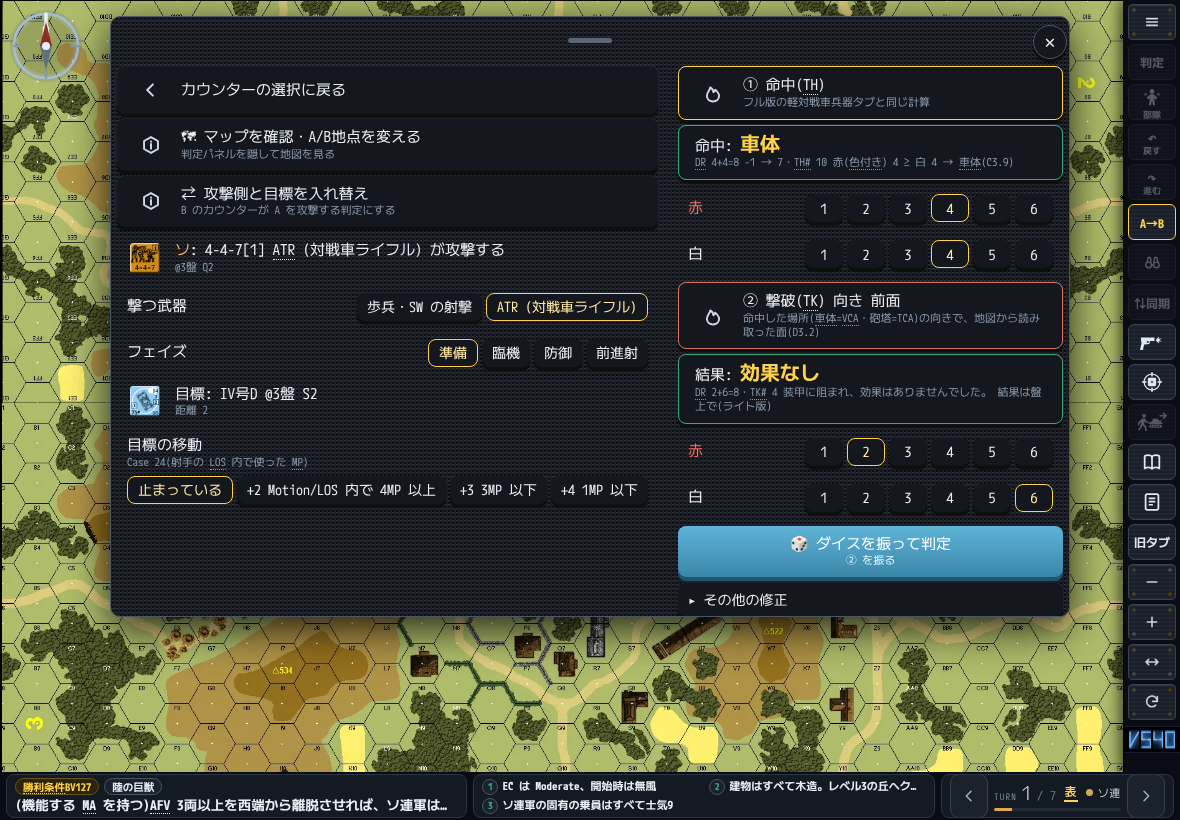 カウンターの選択に戻る
🗺 マップを確認・A/B地点を変える
判定パネルを隠して地図を見る
⇄ 攻撃側と目標を入れ替え
B のカウンターが A を攻撃する判定にする
ソ: 4-4-7[1] ATR (対戦車ライフル) が攻撃する
@3盤 Q2
撃つ武器
歩兵・SW の射撃
ATR (対戦車ライフル)
フェイズ
準備
臨機
防御
前進射
目標: IV号D @3盤 S2
距離 2
目標の移動
Case 24(射手の LOS 内で使った MP)
止まっている
+2 Motion/LOS 内で 4MP 以上
+3 3MP 以下
+4 1MP 以下
① 命中(TH)
フル版の軽対戦車兵器タブと同じ計算
命中: 車体
DR 4+4=8 -1 → 7・TH# 10 赤(色付き) 4 ≥ 白 4 → 車体(C3.9)
赤 1 2 3 4 5 6
白 1 2 3 4 5 6
② 撃破(TK) 向き 前面
命中した場所(車体=VCA・砲塔=TCA)の向きで、地図から読み
取った面(D3.2)
結果: 効果なし
DR 2+6=8・TK# 4 装甲に阻まれ、効果はありませんでした。 結果は盤
上で(ライト版)
赤 1 2 3 4 5 6
白 1 2 3 4 5 6
🎲 ダイスを振って判定
② を振る
▸ その他の修正
判定
部隊
戻す
進む
A→B
⇅同期
旧タブ
VS40
△534
△522
2
3
勝利条件BV127
陸の巨獣
(機能する MA を持つ)AFV 3両以上を西端から離脱させれば、ソ連軍は…
1 EC は Moderate、開始時は無風
2 建物はすべて木造。レベル3の丘へク…
3 ソ連軍の固有の乗員はすべて士気9
TURN 1 / 7 表 ソ連